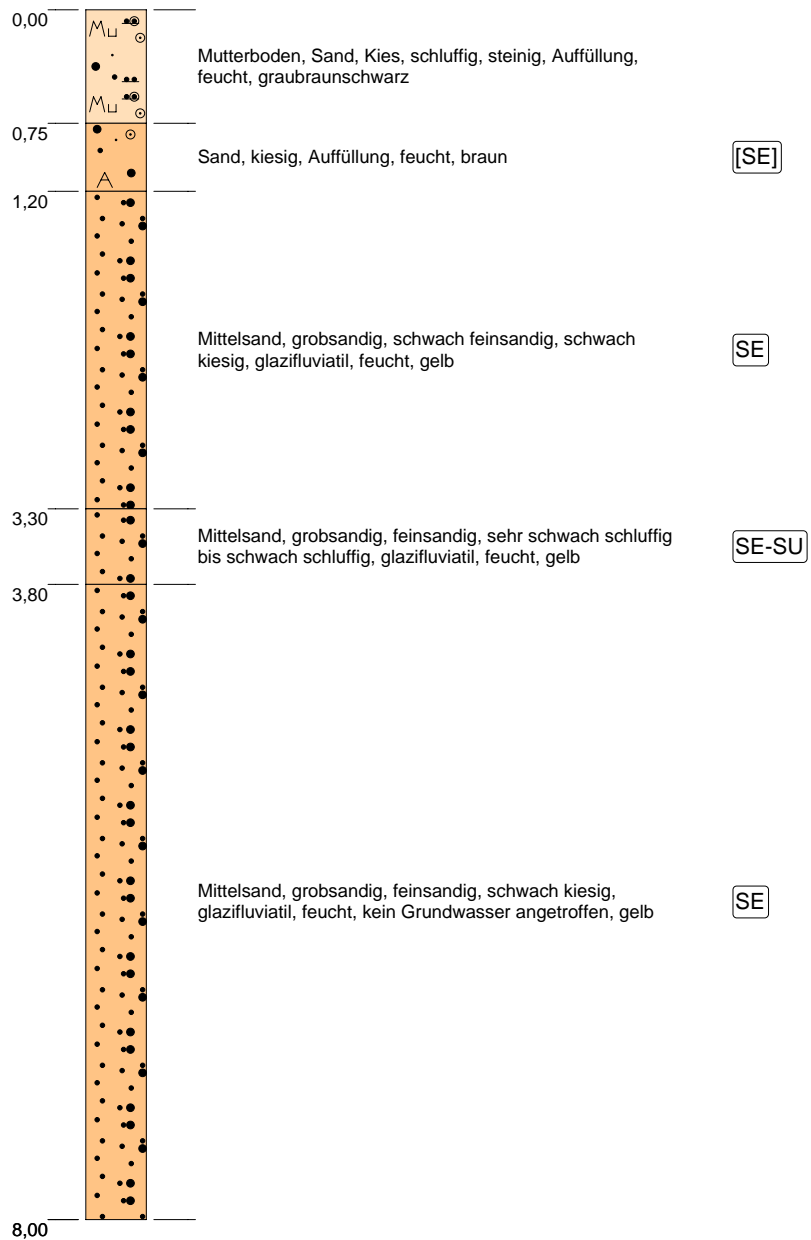 0,00
Mu
Mutterboden, Sand, Kies, schluffig, steinig, Auffüllung,
feucht, graubraunschwarz
Mu
0,75
Sand, kiesig, Auffüllung, feucht, braun
[SE]
A
1,20
Mittelsand, grobsandig, schwach feinsandig, schwach
kiesig, glazifluviatil, feucht, gelb
SE
3,30
Mittelsand, grobsandig, feinsandig, sehr schwach schluffig
bis schwach schluffig, glazifluviatil, feucht, gelb
SE-SU
3,80
Mittelsand, grobsandig, feinsandig, schwach kiesig,
glazifluviatil, feucht, kein Grundwasser angetroffen, gelb
SE
8,00